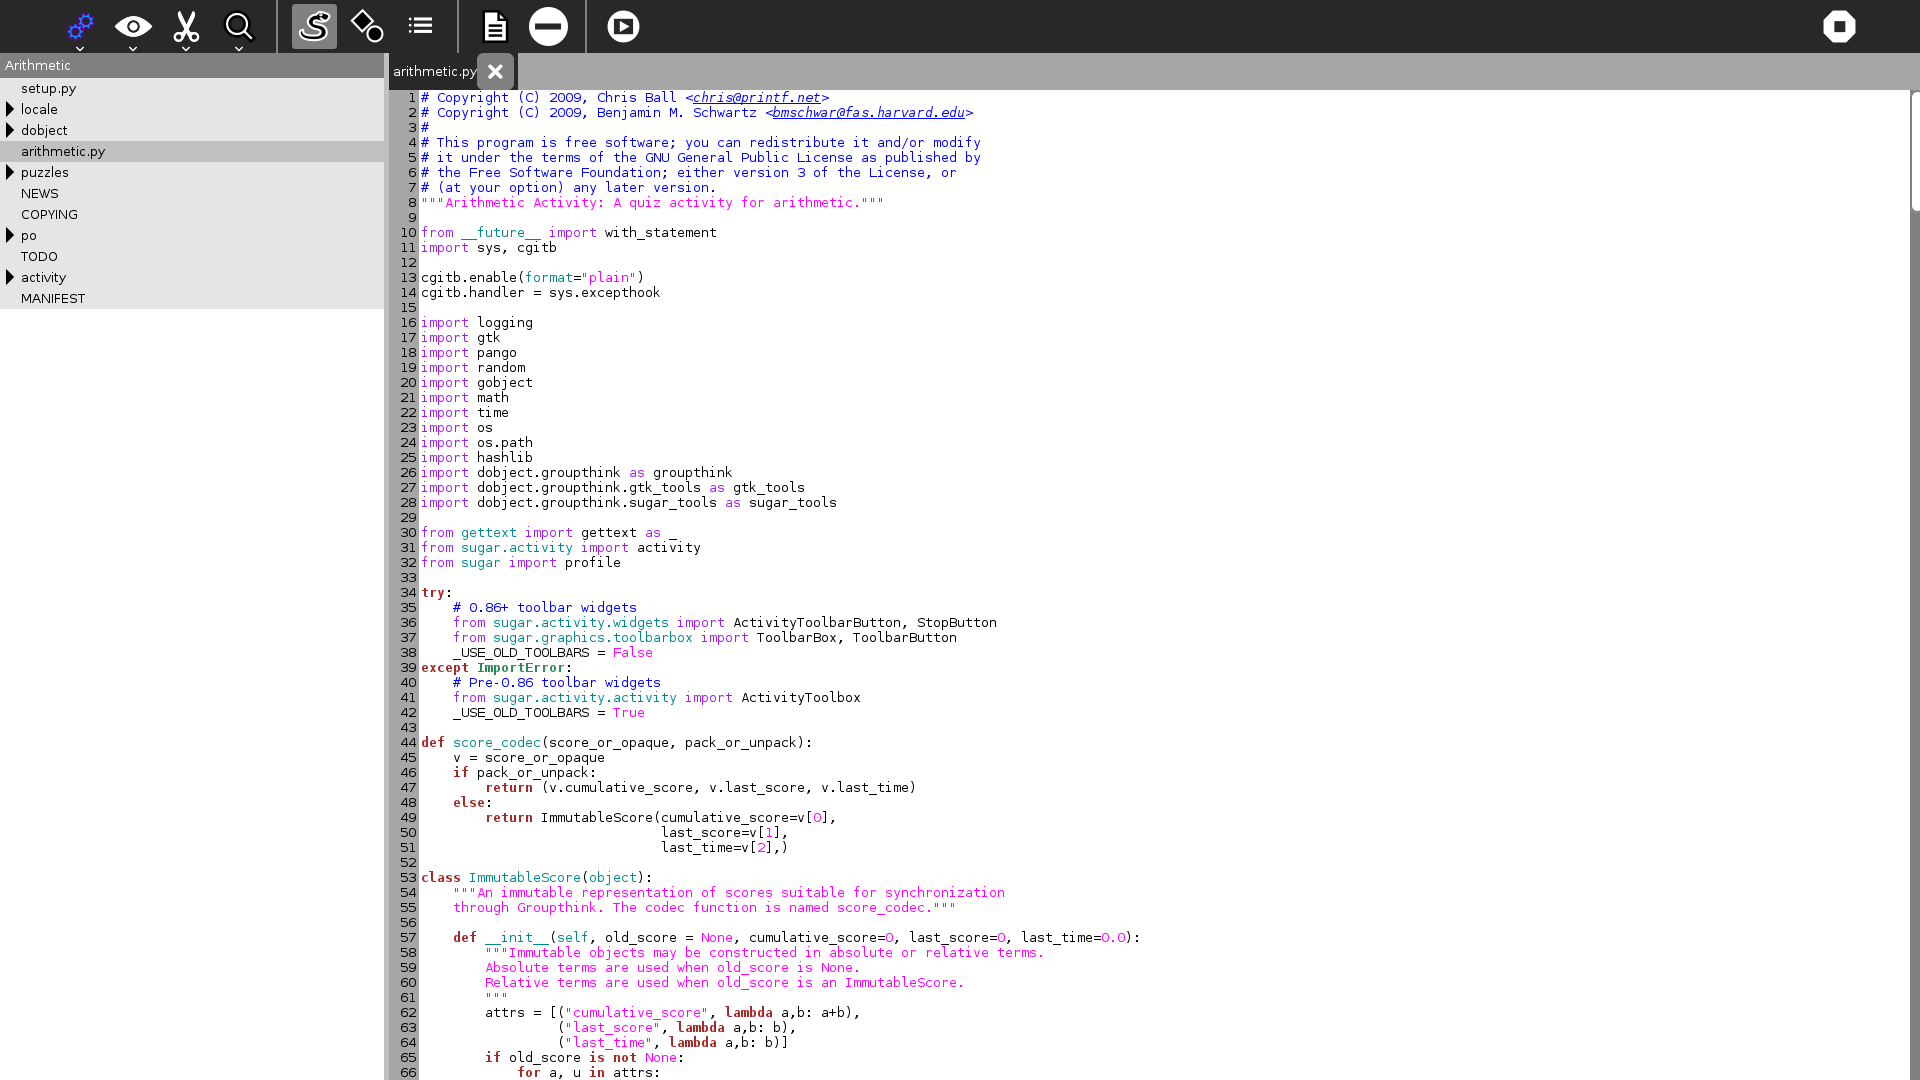 Arithmetic
setup.py
locale
dobject
arithmetic.py
puzzles
NEWS
COPYING
po
TODO
activity
MANIFEST
arithmetic.py
1 # Copyright (C) 2009, Chris Ball <chris@printf.net>
2 # Copyright (C) 2009, Benjamin M. Schwartz <bmschwar@fas.harvard.edu>
3 #
4 # This program is free software; you can redistribute it and/or modify
5 # it under the terms of the GNU General Public License as published by
6 # the Free Software Foundation; either version 3 of the License, or
7 # (at your option) any later version.
8 """Arithmetic Activity: A quiz activity for arithmetic."""
9
10 from __future__ import with_statement
11 import sys, cgitb
12
13 cgitb.enable(format="plain")
14 cgitb.handler = sys.excepthook
15
16 import logging
17 import gtk
18 import pango
19 import random
20 import gobject
21 import math
22 import time
23 import os
24 import os.path
25 import hashlib
26 import dobject.groupthink as groupthink
27 import dobject.groupthink.gtk_tools as gtk_tools
28 import dobject.groupthink.sugar_tools as sugar_tools
29
30 from gettext import gettext as _
31 from sugar.activity import activity
32 from sugar import profile
33
34 try:
35     # 0.86+ toolbar widgets
36     from sugar.activity.widgets import ActivityToolbarButton, StopButton
37     from sugar.graphics.toolbarbox import ToolbarBox, ToolbarButton
38     _USE_OLD_TOOLBARS = False
39 except ImportError:
40     # Pre-0.86 toolbar widgets
41     from sugar.activity.activity import ActivityToolbox
42     _USE_OLD_TOOLBARS = True
43
44 def score_codec(score_or_opaque, pack_or_unpack):
45     v = score_or_opaque
46     if pack_or_unpack:
47         return (v.cumulative_score, v.last_score, v.last_time)
48     else:
49         return ImmutableScore(cumulative_score=v[0],
50                               last_score=v[1],
51                               last_time=v[2],)
52
53 class ImmutableScore(object):
54     """An immutable representation of scores suitable for synchronization
55     through Groupthink. The codec function is named score_codec."""
56
57     def __init__(self, old_score = None, cumulative_score=0, last_score=0, last_time=0.0):
58         """Immutable objects may be constructed in absolute or relative terms.
59         Absolute terms are used when old_score is None.
60         Relative terms are used when old_score is an ImmutableScore.
61         """
62         attrs = [("cumulative_score", lambda a,b: a+b),
63                  ("last_score", lambda a,b: b),
64                  ("last_time", lambda a,b: b)]
65         if old_score is not None:
66             for a, u in attrs: